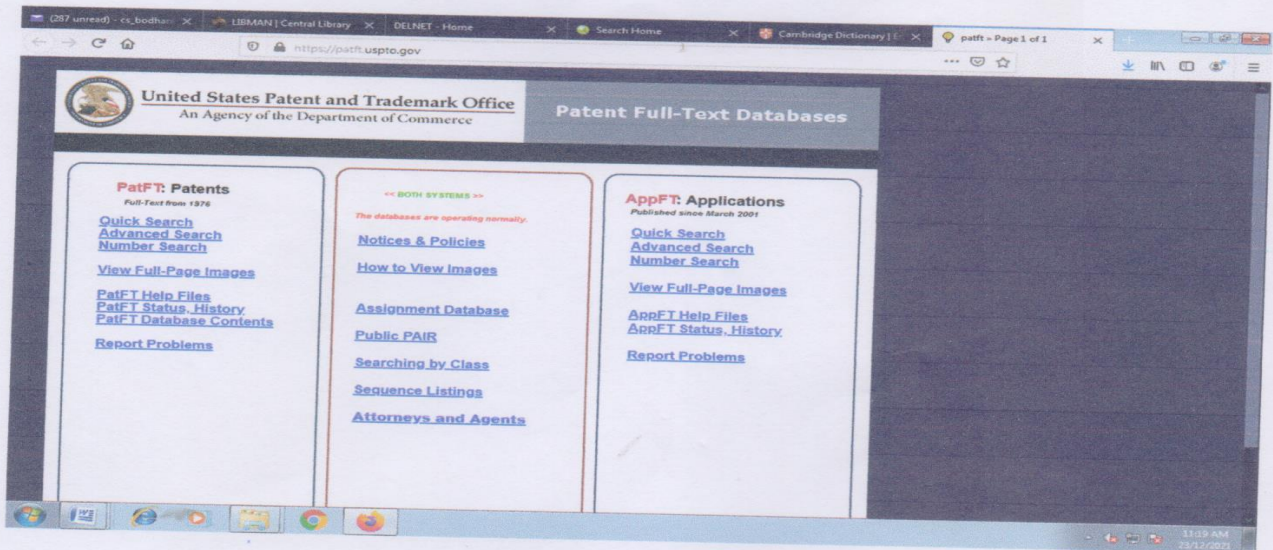 (287 unread) - cs_bodhan
LIBMAN | Central Library
DELNET - Home
Search Home
Cambridge Dictionary | E
patft » Page 1 of 1
https://patft.uspto.gov
United States Patent and Trademark Office
An Agency of the Department of Commerce
Patent Full-Text Databases
PatFT: Patents
Full-Text from 1976
Quick Search
Advanced Search
Number Search
View Full-Page Images
PatFT Help Files
PatFT Status, History
PatFT Database Contents
Report Problems
<< BOTH SYSTEMS >>
The databases are operating normally.
Notices & Policies
How to View Images
Assignment Database
Public PAIR
Searching by Class
Sequence Listings
Attorneys and Agents
AppFT: Applications
Published since March 2001
Quick Search
Advanced Search
Number Search
View Full-Page Images
AppFT Help Files
AppFT Status, History
Report Problems
11:19 AM
23/12/2021